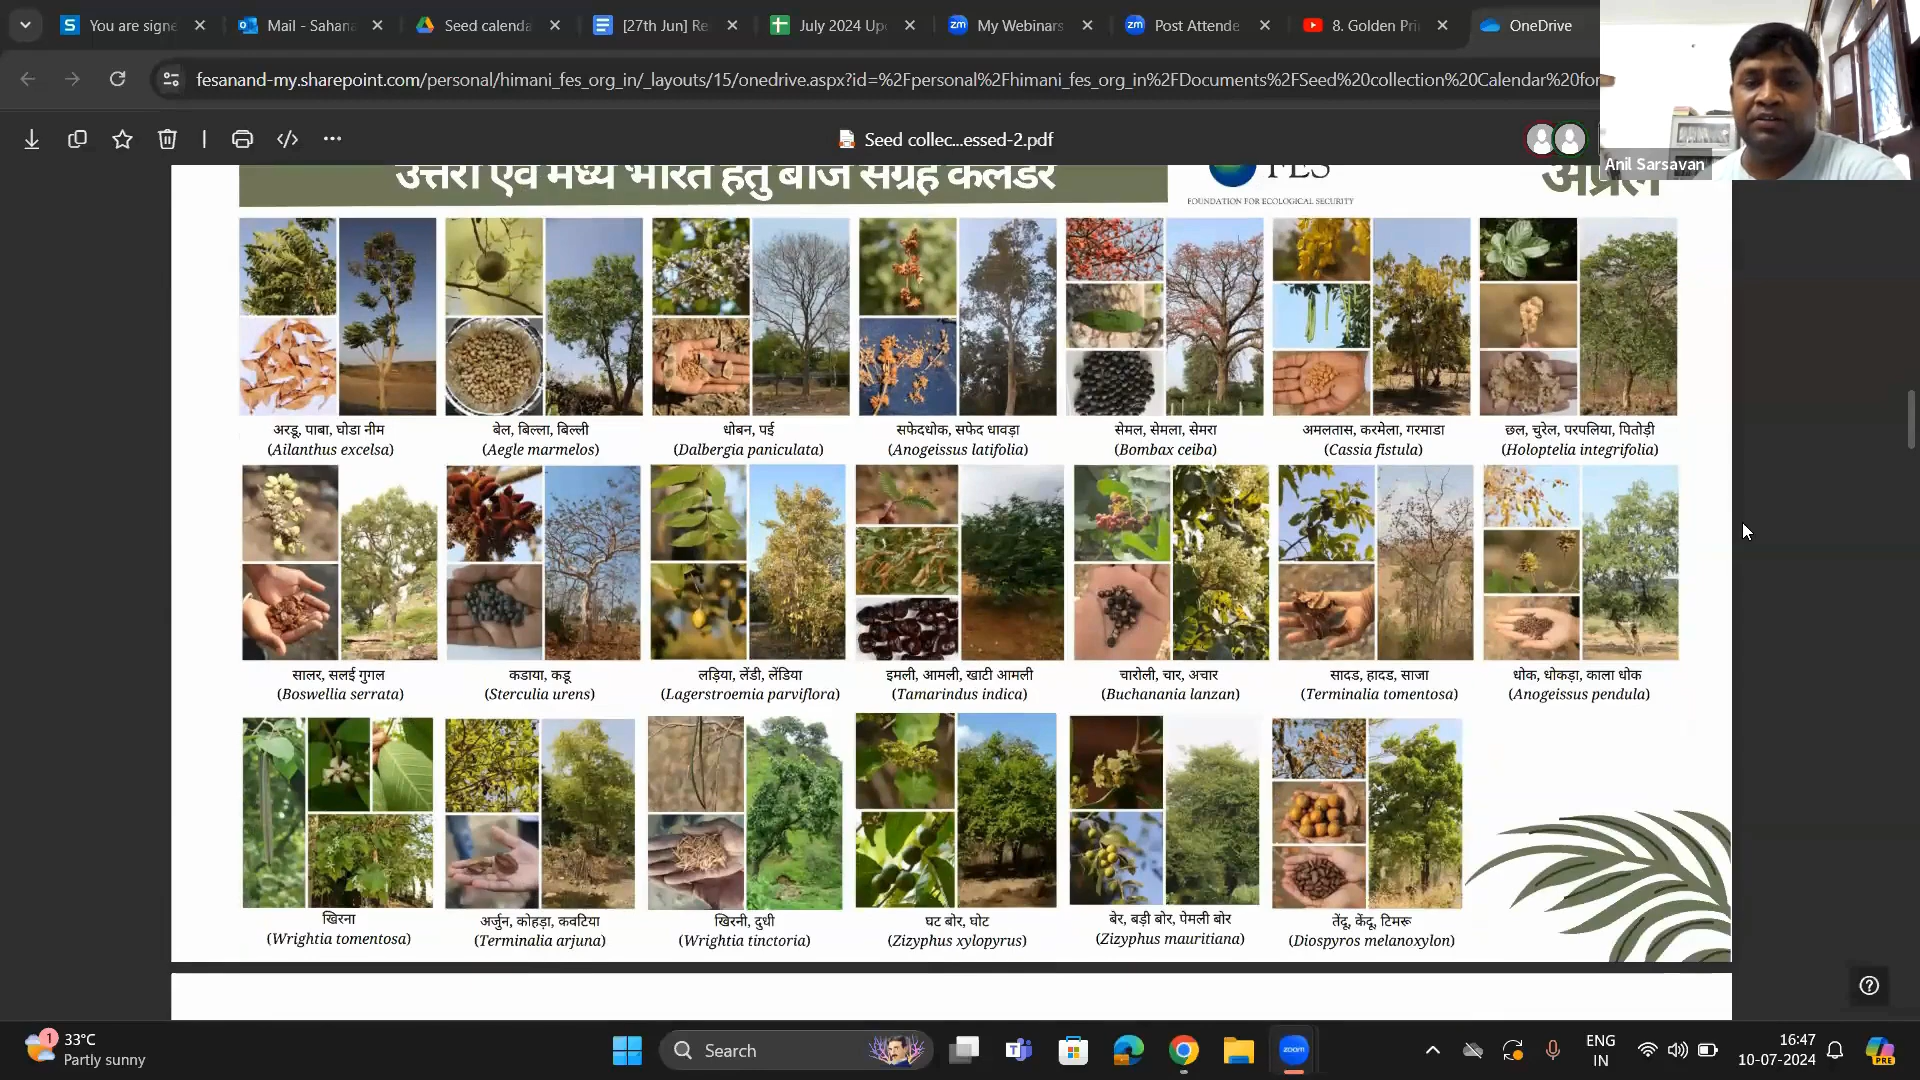 You are signe
Mail - Sahana
Seed calenda
[27th Jun] Re
July 2024 Up
My Webinars
Post Attende
8. Golden Pri
OneDrive
fesanand-my.sharepoint.com/personal/himani_fes_org_in/_layouts/15/onedrive.aspx?id=%2Fpersonal%2Fhimani_fes_org_in%2FDocuments%2FSeed%20collection%20Calendar%20for
Seed collec...essed-2.pdf
Anil Sarsavan
उत्तरी एवं मध्य भारत हेतु बीज संग्रह कैलेंडर
FES
FOUNDATION FOR ECOLOGICAL SECURITY
अप्रैल
अरडू, पाबा, घोडा नीम
(Ailanthus excelsa)
बेल, बिल्ला, बिल्ली
(Aegle marmelos)
धोबन, पई
(Dalbergia paniculata)
सफेदधोक, सफेद धावड़ा
(Anogeissus latifolia)
सेमल, सेमला, सेमरा
(Bombax ceiba)
अमलतास, करमेला, गरमाडा
(Cassia fistula)
छल, चुरेल, परपलिया, पितोड़ी
(Holoptelia integrifolia)
सालर, सलई गुगल
(Boswellia serrata)
कडाया, कडू
(Sterculia urens)
लड़िया, लेंडी, लेंडिया
(Lagerstroemia parviflora)
इमली, आमली, खाटी आमली
(Tamarindus indica)
चारोली, चार, अचार
(Buchanania lanzan)
सादड, हादड, साजा
(Terminalia tomentosa)
धोक, धोकड़ा, काला धोक
(Anogeissus pendula)
खिरना
(Wrightia tomentosa)
अर्जुन, कोहड़ा, कवटिया
(Terminalia arjuna)
खिरनी, दुधी
(Wrightia tinctoria)
घट बोर, घोट
(Zizyphus xylopyrus)
बेर, बड़ी बोर, पेमली बोर
(Zizyphus mauritiana)
तेंदू, केंदू, टिमरू
(Diospyros melanoxylon)
1
33°C
Partly sunny
Search
zoom
ENG
IN
16:47
10-07-2024
PRE